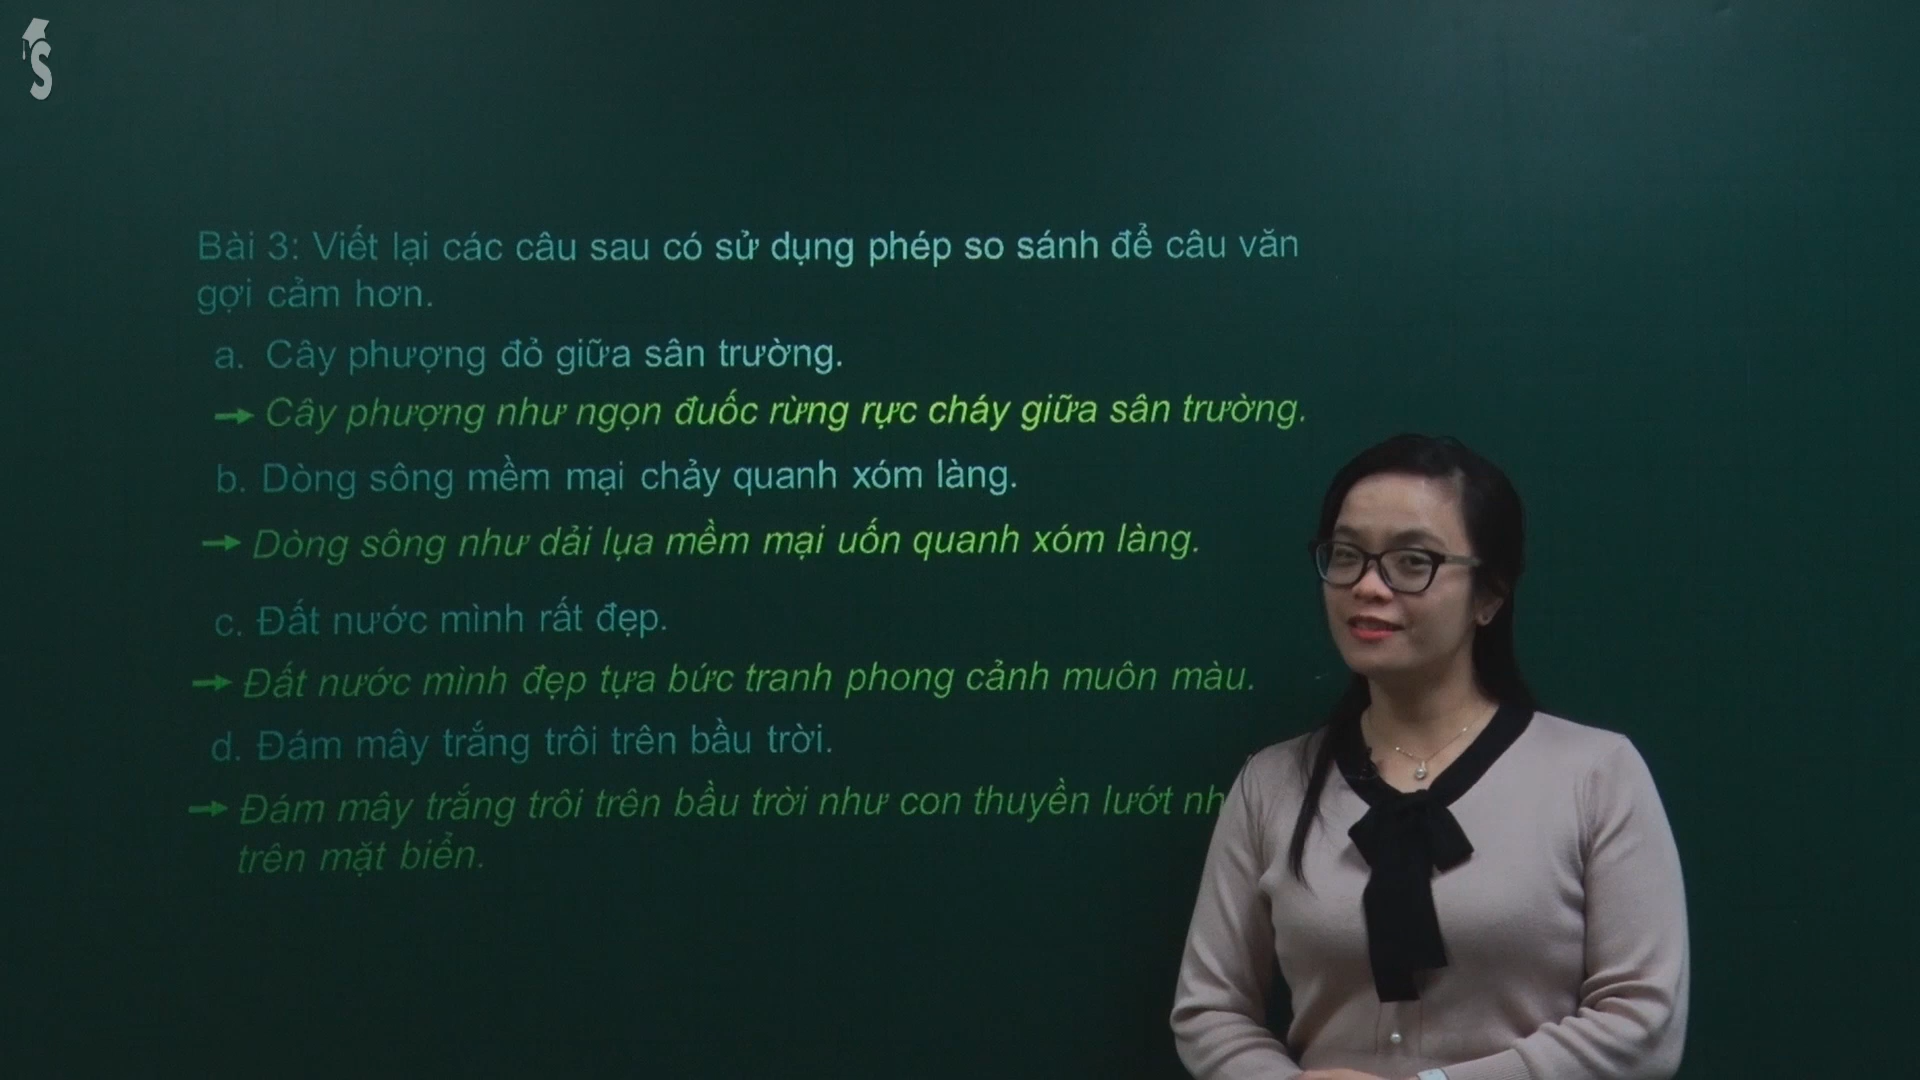 S
Bài 3: Viết lại các câu sau có sử dụng phép so sánh để câu văn
gợi cảm hơn.
a. Cây phượng đỏ giữa sân trường.
→ Cây phượng như ngọn đuốc rừng rực cháy giữa sân trường.
b. Dòng sông mềm mại chảy quanh xóm làng.
→ Dòng sông như dải lụa mềm mại uốn quanh xóm làng.
c. Đất nước mình rất đẹp.
→ Đất nước mình đẹp tựa bức tranh phong cảnh muôn màu.
d. Đám mây trắng trôi trên bầu trời.
→ Đám mây trắng trôi trên bầu trời như con thuyền lướt
trên mặt biển.